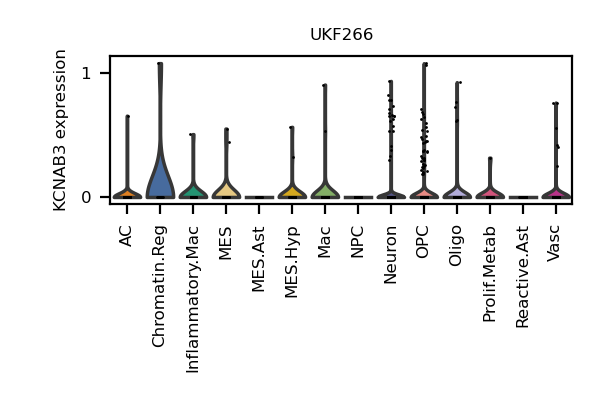 UKF266
KCNAB3 expression
1
0
AC
Chromatin.Reg
Inflammatory.Mac
MES
MES.Ast
MES.Hyp
Mac
NPC
Neuron
OPC
Oligo
Prolif.Metab
Reactive.Ast
Vasc